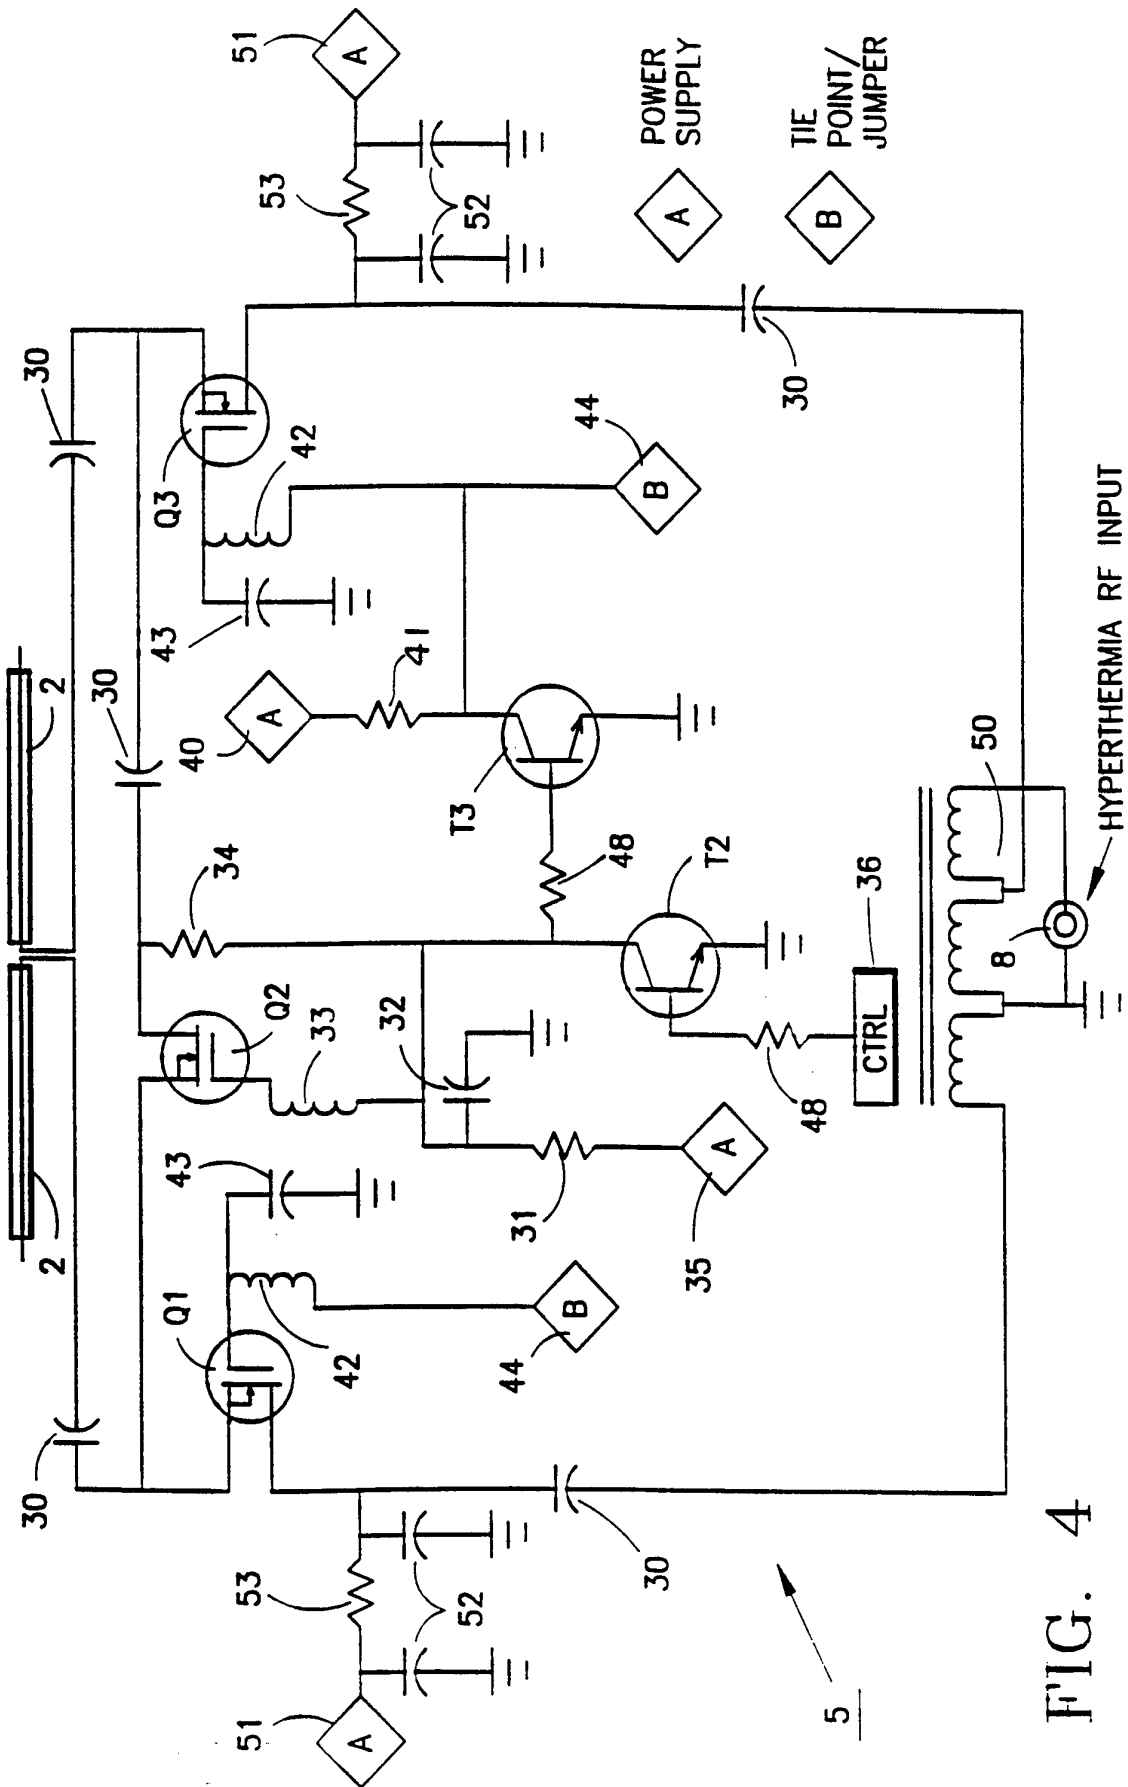 2
2
30
30
30
43
Q1
Q2
34
Q3
42
43
33
32
42
44
B
31
35
A
40
A
41
T3
48
T2
48
CTRL
36
44
B
51
A
53
52
51
A
53
52
30
30
50
8
HYPERTHERMIA RF INPUT
A
POWER
SUPPLY
B
TIE
POINT/
JUMPER
5
FIG. 4